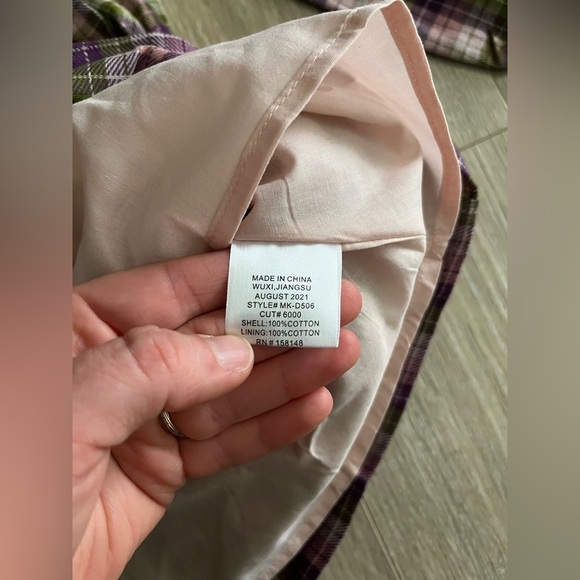 MADE IN CHINA
WUXI,JIANGSU
AUGUST 2021
STYLE# MK-D506
CUT# 6000
SHELL:100%COTTON
LINING:100%COTTON
RN # 158148